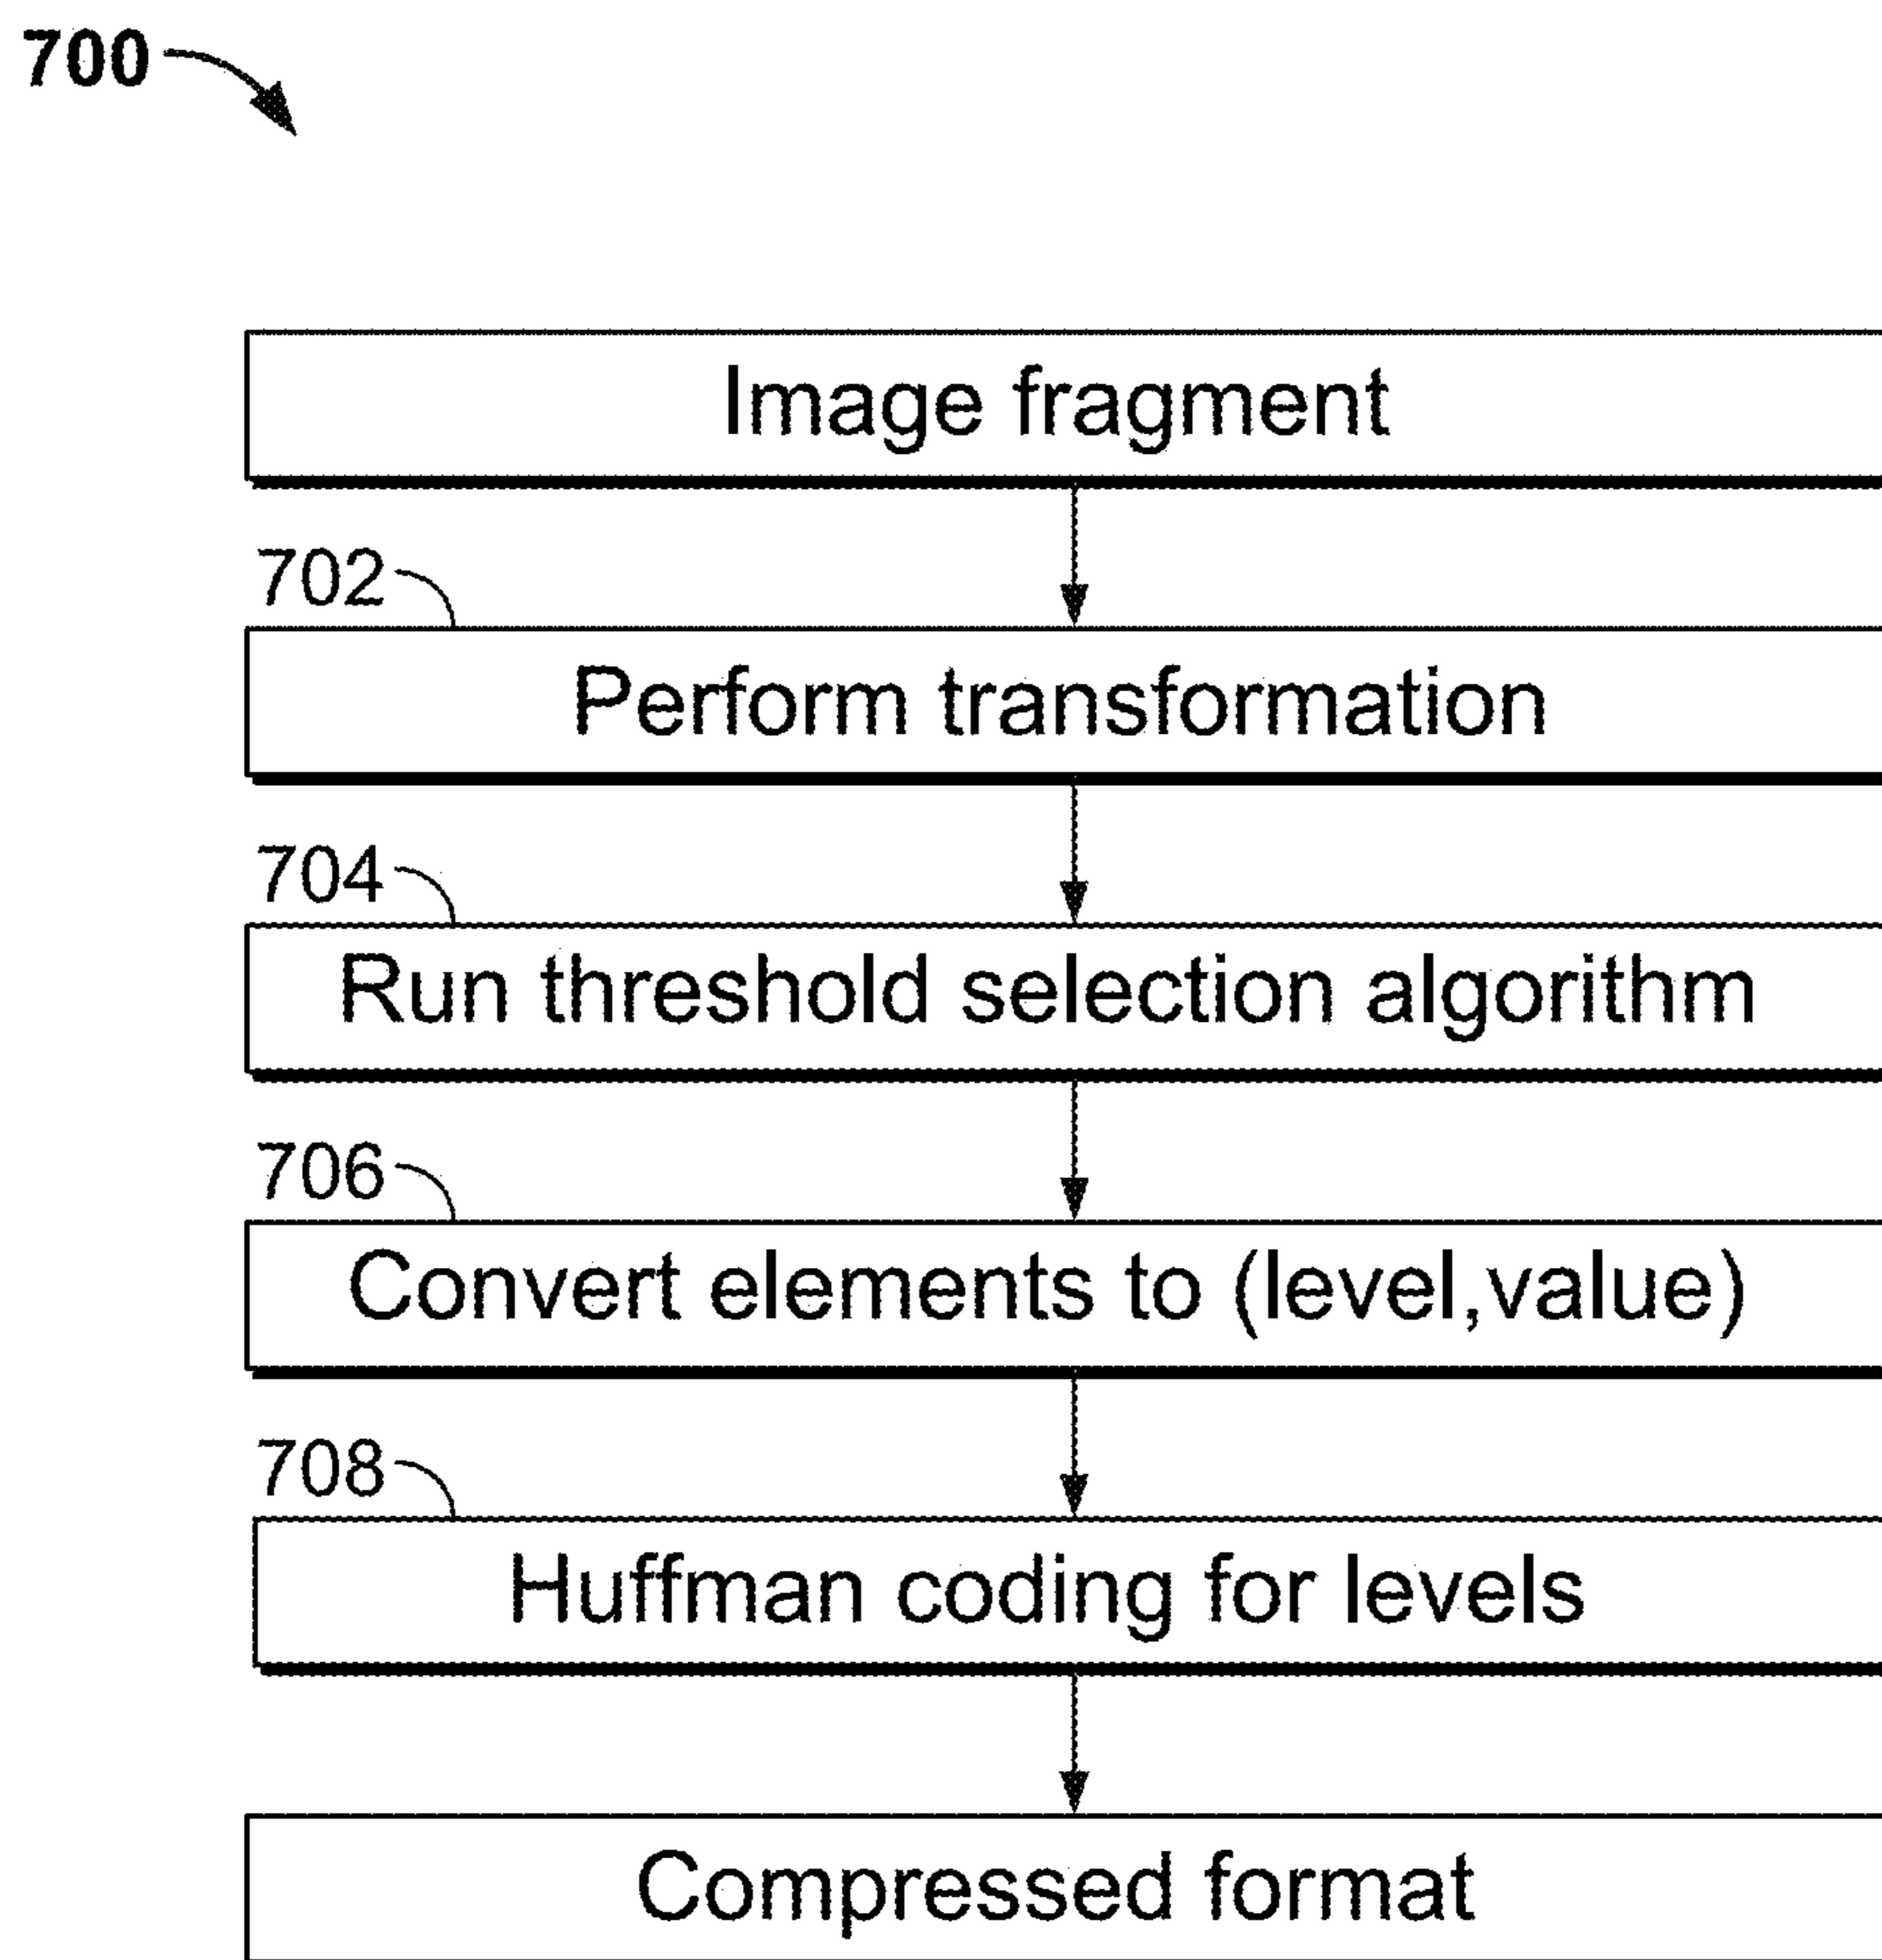 700
Image fragment
702
Perform transformation
704
Run threshold selection algorithm
706
Convert elements to (level,value)
708
Huffman coding for levels
Compressed format